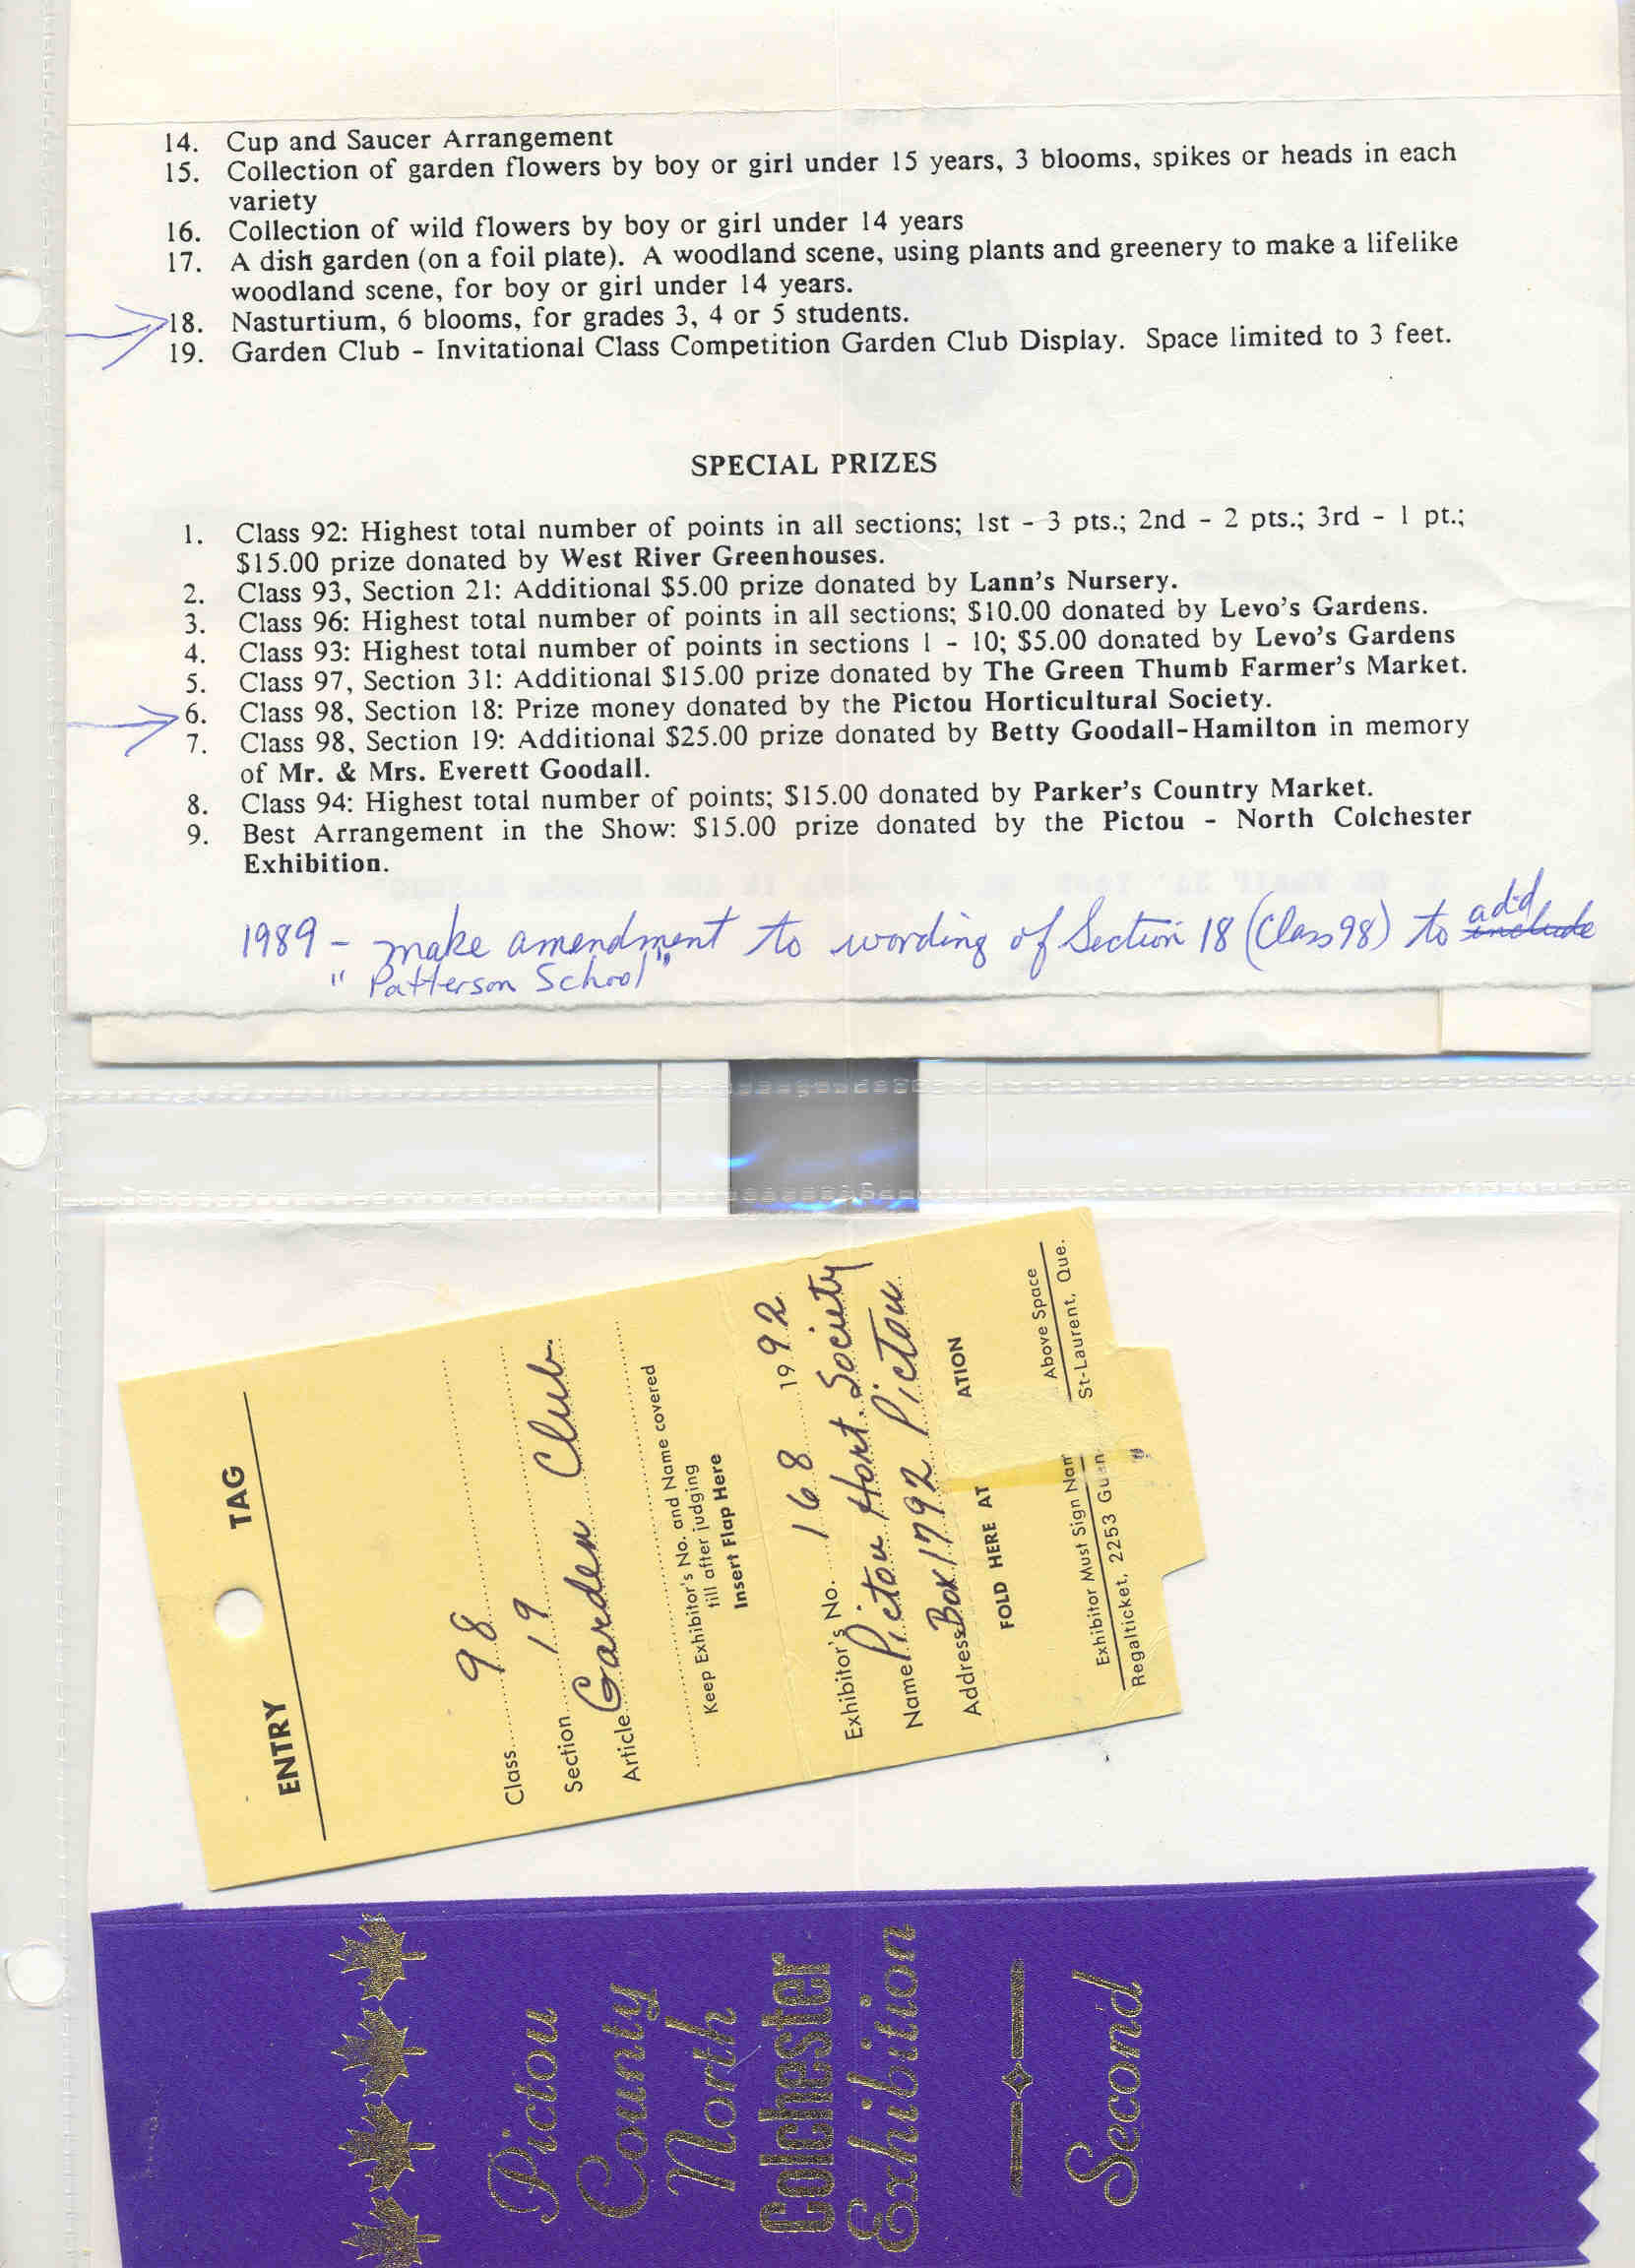 14. Cup and Saucer Arrangement
15. Collection of garden flowers by boy or girl under 15 years, 3 blooms, spikes or heads in each
variety
16. Collection of wild flowers by boy or girl under 14 years
17. A dish garden (on a foil plate). A woodland scene, using plants and greenery to make a lifelike
woodland scene, for boy or girl under 14 years.
18. Nasturtium, 6 blooms, for grades 3, 4 or 5 students.
19. Garden Club - Invitational Class Competition Garden Club Display. Space limited to 3 feet.
SPECIAL PRIZES
1. Class 92: Highest total number of points in all sections; 1st - 3 pts.; 2nd - 2 pts.; 3rd - 1 pt.;
$15.00 prize donated by West River Greenhouses.
2. Class 93, Section 21: Additional $5.00 prize donated by Lann's Nursery.
3. Class 96: Highest total number of points in all sections; $10.00 donated by Levo's Gardens.
4. Class 93: Highest total number of points in sections 1 - 10; $5.00 donated by Levo's Gardens
5. Class 97, Section 31: Additional $15.00 prize donated by The Green Thumb Farmer's Market.
6. Class 98, Section 18: Prize money donated by the Pictou Horticultural Society.
7. Class 98, Section 19: Additional $25.00 prize donated by Betty Goodall-Hamilton in memory
of Mr. & Mrs. Everett Goodall.
8. Class 94: Highest total number of points; $15.00 donated by Parker's Country Market.
9. Best Arrangement in the Show: $15.00 prize donated by the Pictou - North Colchester
Exhibition.
1989 - make amendment to wording of Section 18 (Class 98) to include add
"Patterson School"
ENTRY TAG
Class 98
Section 19
Article Garden Club
Keep Exhibitor's No. and Name covered
till after judging
Insert Flap Here
Exhibitor's No. 168 1992
Name Pictou Hort. Society
Address Box 1792 Pictou
FOLD HERE AT ATION
Exhibitor Must Sign Nam Above Space
Regalticket, 2253 St-Laurent, Que.
Pictou
County
North
Colchester
Exhibition
Second